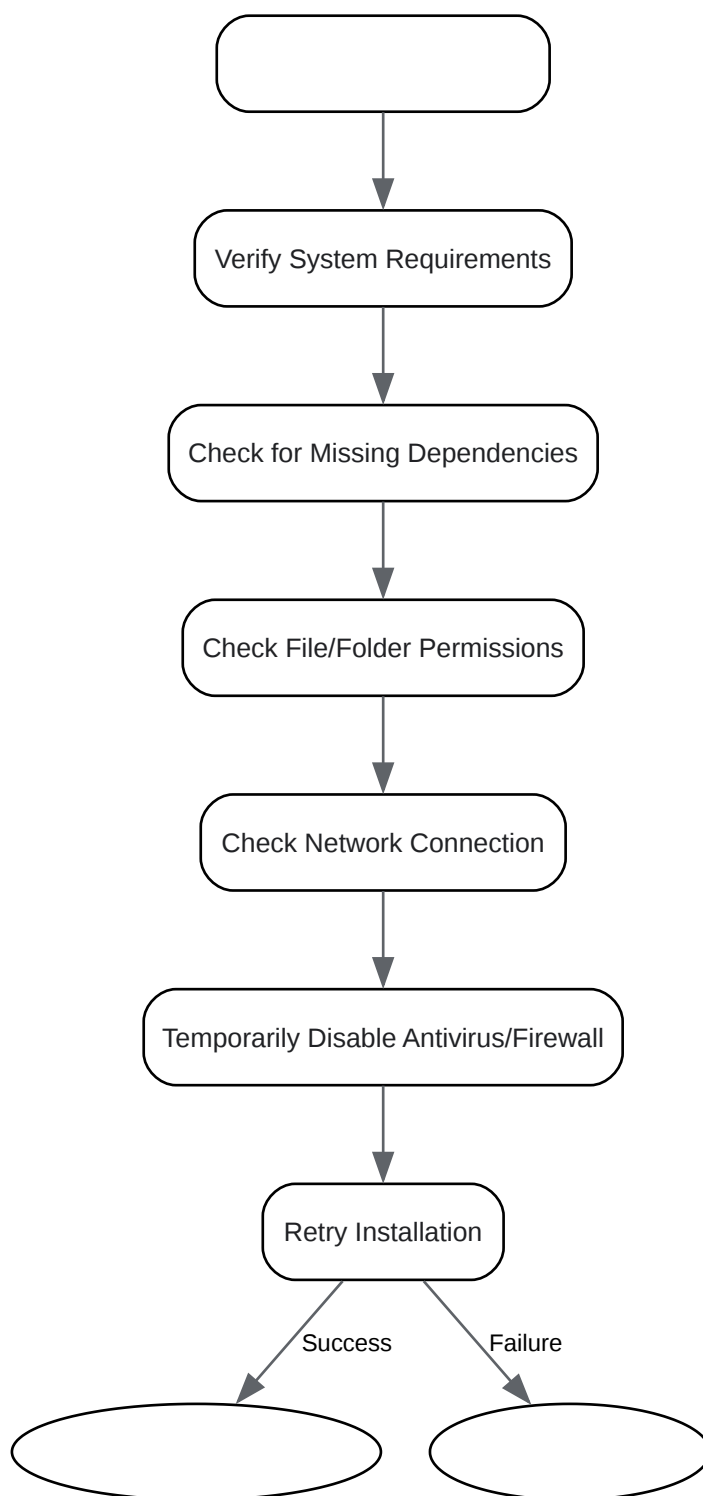 Verify System Requirements
Check for Missing Dependencies
Check File/Folder Permissions
Check Network Connection
Temporarily Disable Antivirus/Firewall
Retry Installation
Success
Failure